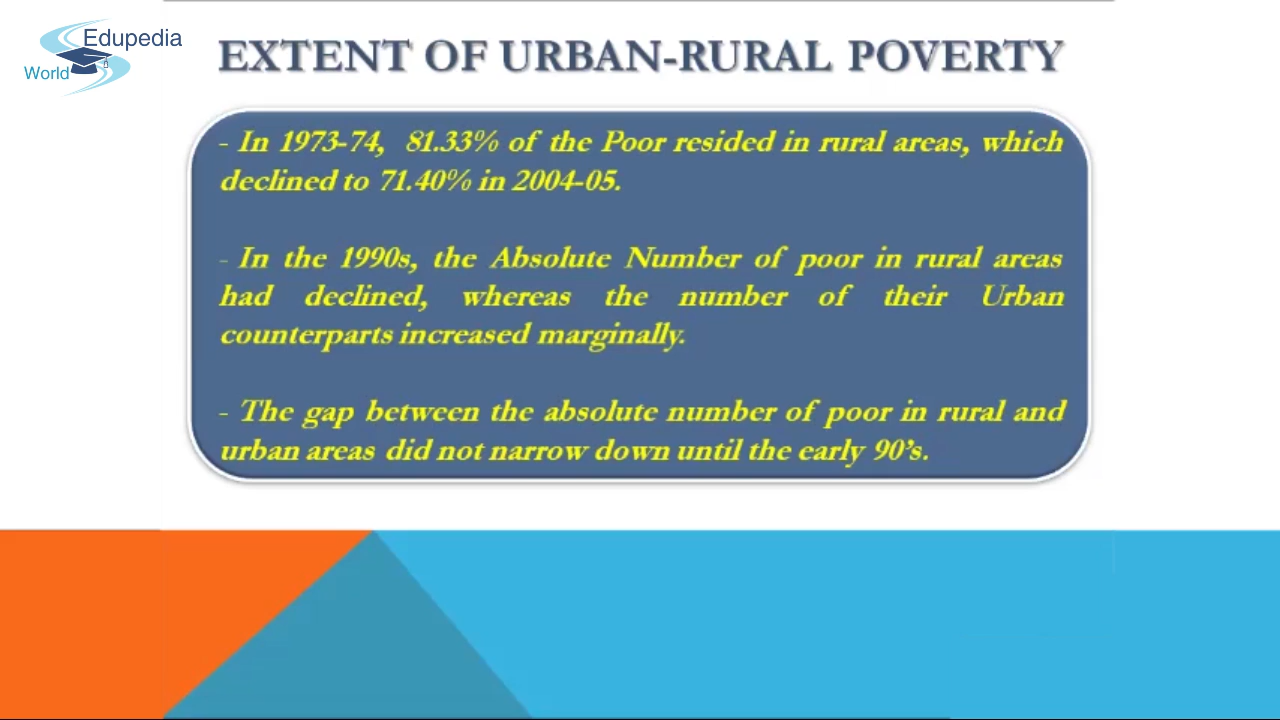 Edupedia
World
EXTENT OF URBAN-RURAL POVERTY
- In 1973-74, 81.33% of the Poor resided in rural areas, which
declined to 71.40% in 2004-05.
- In the 1990s, the Absolute Number of poor in rural areas
had declined, whereas the number of their Urban
counterparts increased marginally.
- The gap between the absolute number of poor in rural and
urban areas did not narrow down until the early 90's.